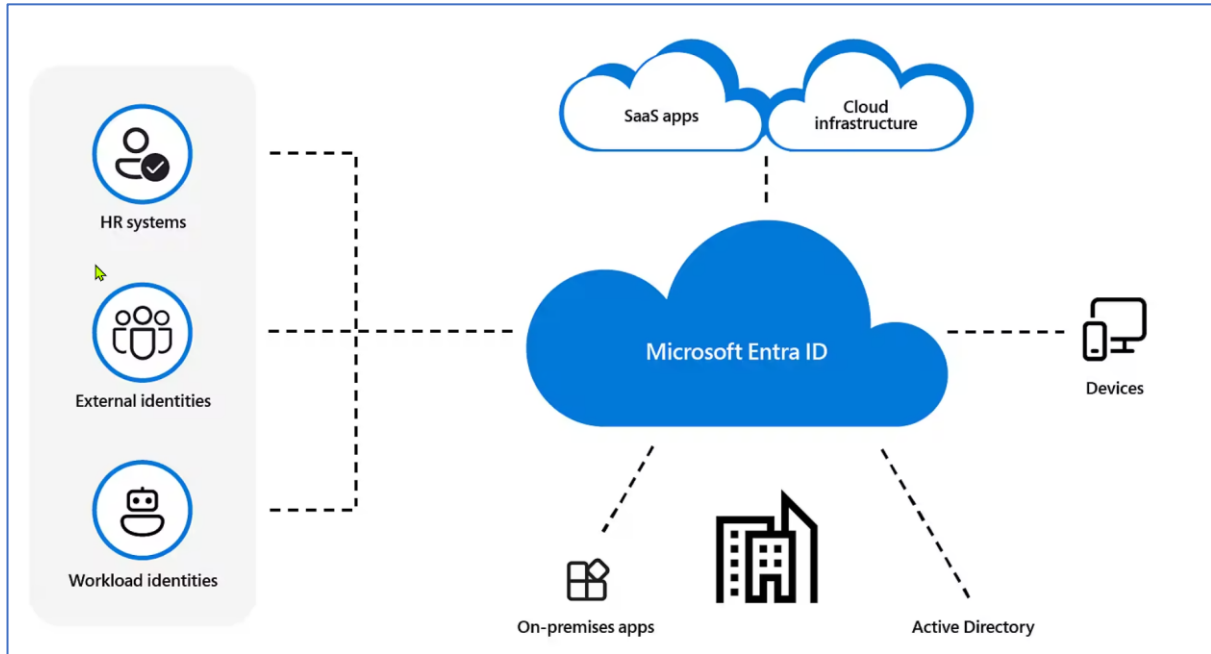 HR systems
External identities
Workload identities
SaaS apps
Cloud
infrastructure
Microsoft Entra ID
Devices
On-premises apps
Active Directory